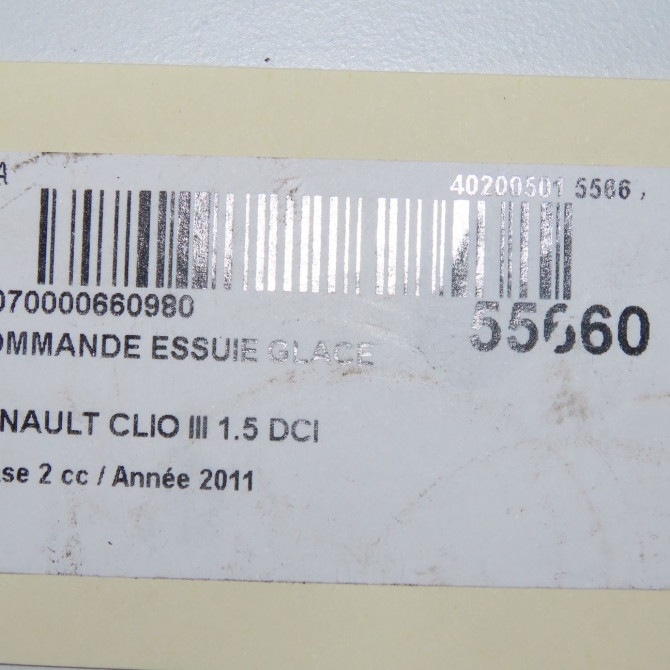 A
40200501 5566 ,
070000660980
55660
OMMANDE ESSUIE GLACE
NAULT CLIO III 1.5 DCI
se 2 cc / Année 2011